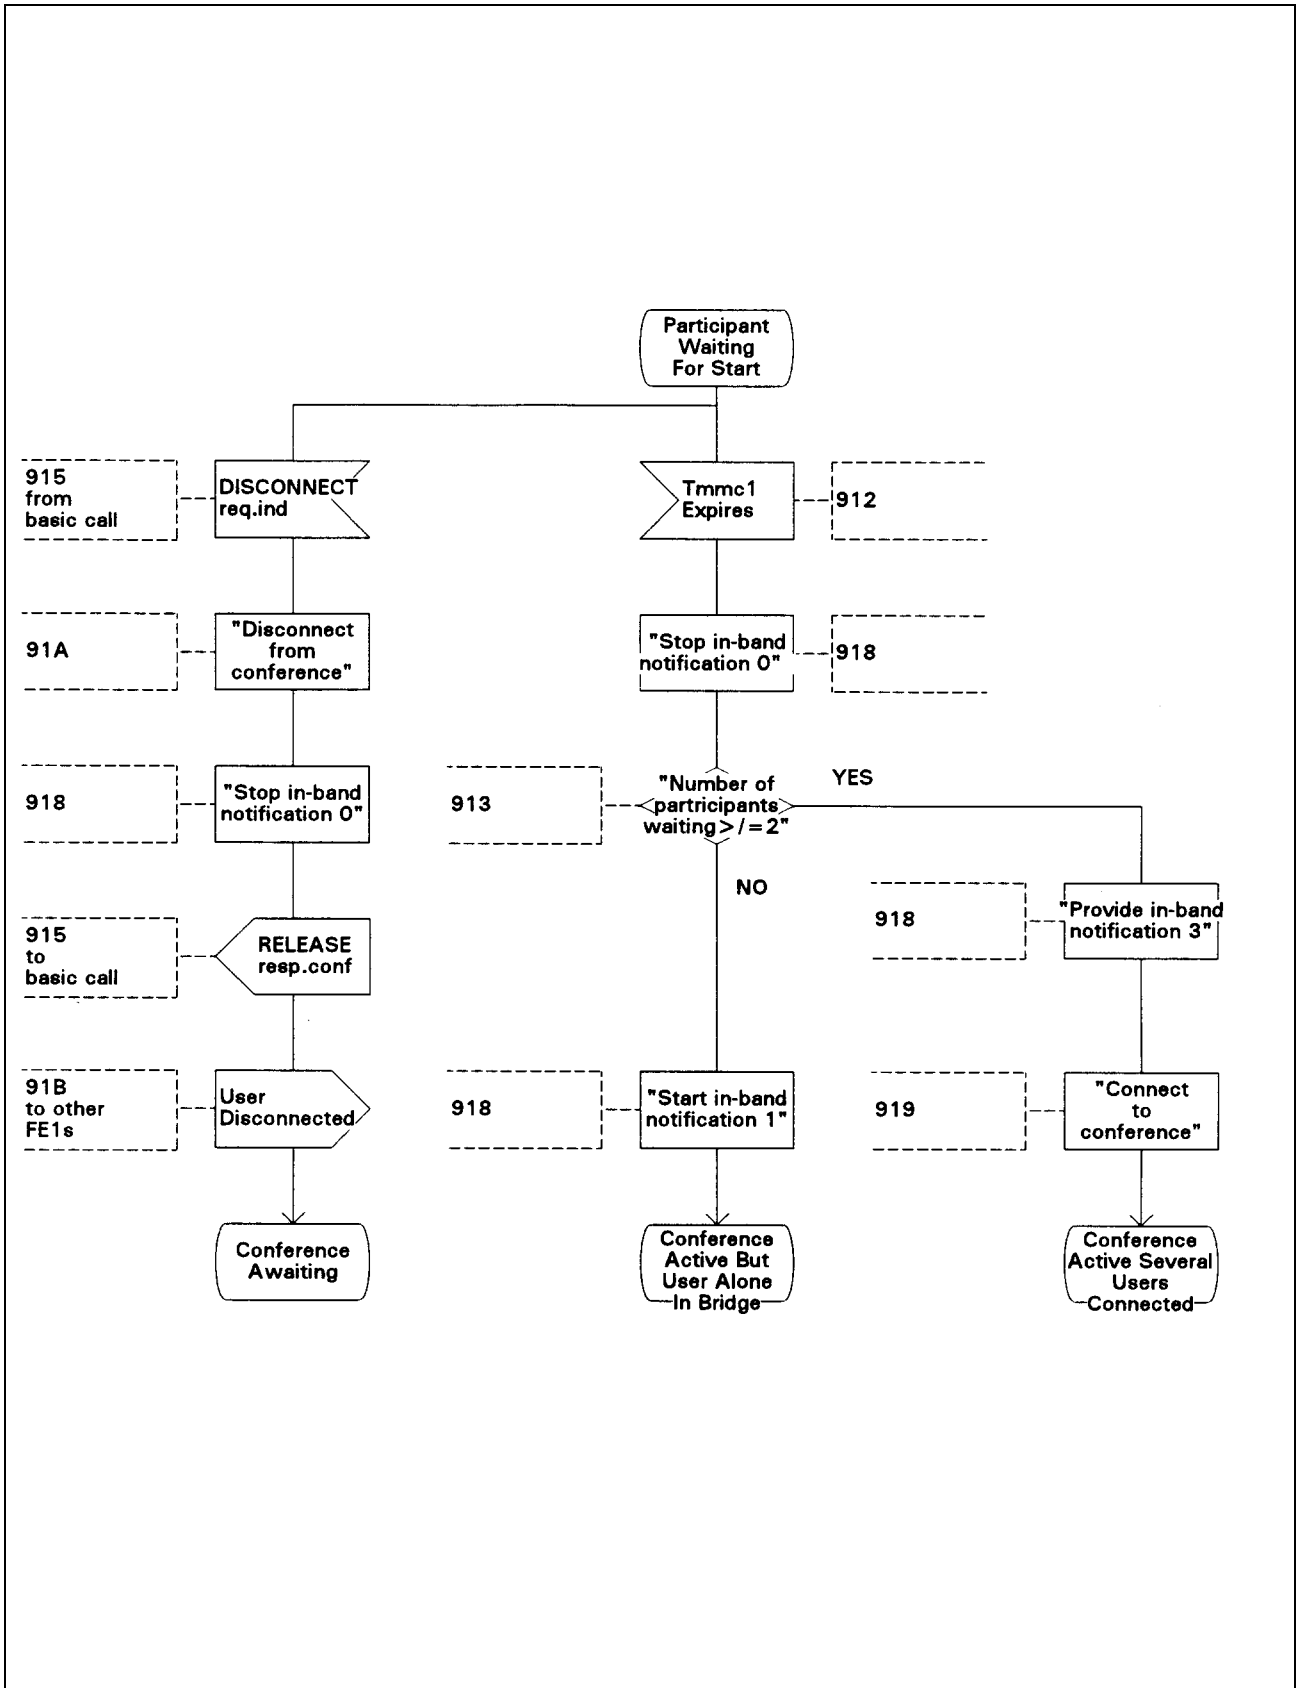 Participant
Waiting
For Start
915
from
basic call
DISCONNECT
req.ind
Tmmc1
Expires
912
91A
"Disconnect
from
conference"
"Stop in-band
notification 0"
918
918
"Stop in-band
notification 0"
913
"Number of
partricipants
waiting>/=2"
YES
NO
915
to
basic call
RELEASE
resp.conf
918
"Provide in-band
notification 3"
91B
to other
FE1s
User
Disconnected
918
"Start in-band
notification 1"
919
"Connect
to
conference"
Conference
Awaiting
Conference
Active But
User Alone
In Bridge
Conference
Active Several
Users
Connected